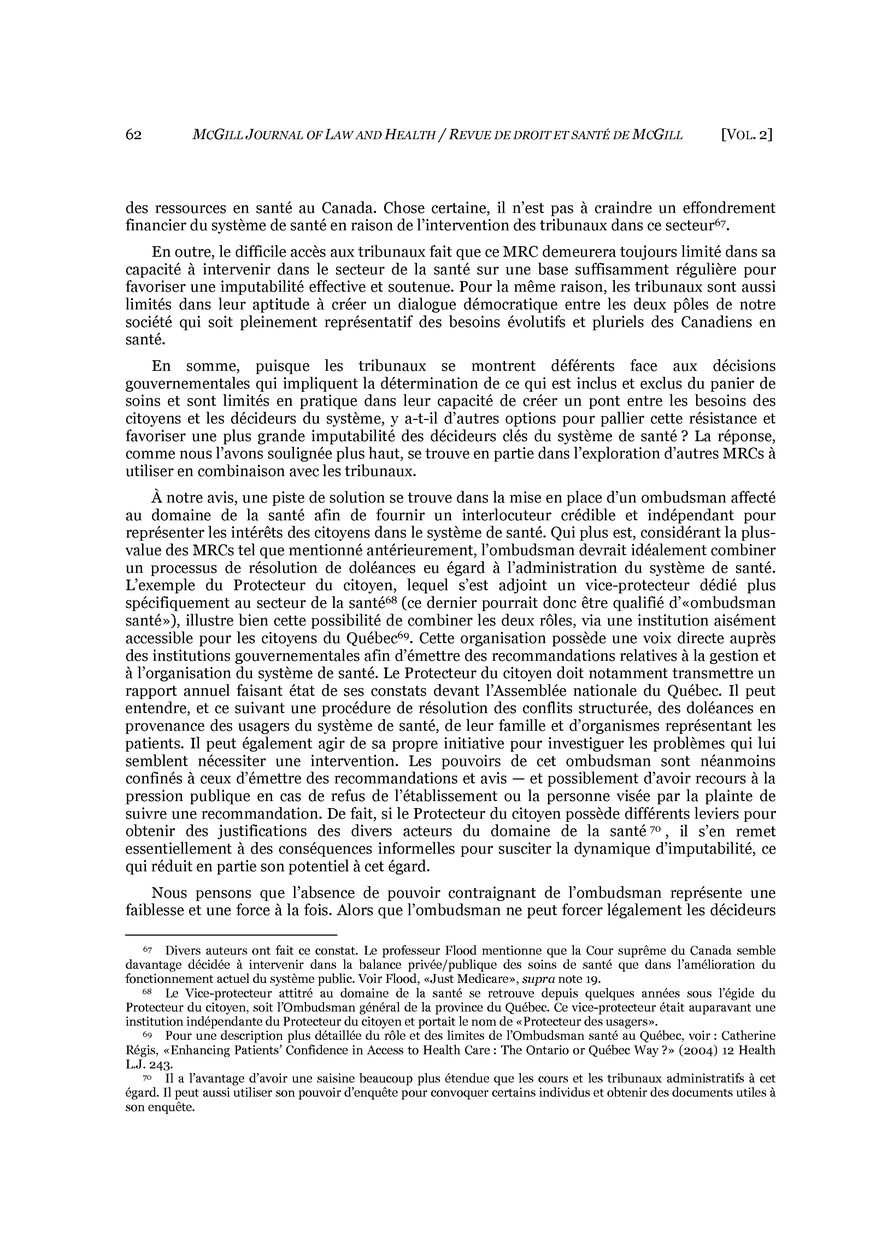 62 MCGILL JOURNAL OF LAW AND HEALTH / REVUE DE DROIT ET SANTÉ DE MCGILL [VOL. 2]
des ressources en santé au Canada. Chose certaine, il n’est pas à craindre un effondrement
financier du système de santé en raison de l’intervention des tribunaux dans ce secteur67.
En outre, le difficile accès aux tribunaux fait que ce MRC demeurera toujours limité dans sa
capacité à intervenir dans le secteur de la santé sur une base suffisamment régulière pour
favoriser une imputabilité effective et soutenue. Pour la même raison, les tribunaux sont aussi
limités dans leur aptitude à créer un dialogue démocratique entre les deux pôles de notre
société qui soit pleinement représentatif des besoins évolutifs et pluriels des Canadiens en
santé.
En somme, puisque les tribunaux se montrent déférents face aux décisions
gouvernementales qui impliquent la détermination de ce qui est inclus et exclus du panier de
soins et sont limités en pratique dans leur capacité de créer un pont entre les besoins des
citoyens et les décideurs du système, y a-t-il d’autres options pour pallier cette résistance et
favoriser une plus grande imputabilité des décideurs clés du système de santé ? La réponse,
comme nous l’avons soulignée plus haut, se trouve en partie dans l’exploration d’autres MRCs à
utiliser en combinaison avec les tribunaux.
À notre avis, une piste de solution se trouve dans la mise en place d’un ombudsman affecté
au domaine de la santé afin de fournir un interlocuteur crédible et indépendant pour
représenter les intérêts des citoyens dans le système de santé. Qui plus est, considérant la plus-
value des MRCs tel que mentionné antérieurement, l’ombudsman devrait idéalement combiner
un processus de résolution de doléances eu égard à l’administration du système de santé.
L’exemple du Protecteur du citoyen, lequel s’est adjoint un vice-protecteur dédié plus
spécifiquement au secteur de la santé68 (ce dernier pourrait donc être qualifié d’«ombudsman
santé»), illustre bien cette possibilité de combiner les deux rôles, via une institution aisément
accessible pour les citoyens du Québec69. Cette organisation possède une voix directe auprès
des institutions gouvernementales afin d’émettre des recommandations relatives à la gestion et
à l’organisation du système de santé. Le Protecteur du citoyen doit notamment transmettre un
rapport annuel faisant état de ses constats devant l’Assemblée nationale du Québec. Il peut
entendre, et ce suivant une procédure de résolution des conflits structurée, des doléances en
provenance des usagers du système de santé, de leur famille et d’organismes représentant les
patients. Il peut également agir de sa propre initiative pour investiguer les problèmes qui lui
semblent nécessiter une intervention. Les pouvoirs de cet ombudsman sont néanmoins
confinés à ceux d’émettre des recommandations et avis — et possiblement d’avoir recours à la
pression publique en cas de refus de l’établissement ou la personne visée par la plainte de
suivre une recommandation. De fait, si le Protecteur du citoyen possède différents leviers pour
obtenir des justifications des divers acteurs du domaine de la santé 70 , il s’en remet
essentiellement à des conséquences informelles pour susciter la dynamique d’imputabilité, ce
qui réduit en partie son potentiel à cet égard.
Nous pensons que l’absence de pouvoir contraignant de l’ombudsman représente une
faiblesse et une force à la fois. Alors que l’ombudsman ne peut forcer légalement les décideurs
67 Divers auteurs ont fait ce constat. Le professeur Flood mentionne que la Cour suprême du Canada semble
davantage décidée à intervenir dans la balance privée/publique des soins de santé que dans l’amélioration du
fonctionnement actuel du système public. Voir Flood, «Just Medicare», supra note 19.
68 Le Vice-protecteur attitré au domaine de la santé se retrouve depuis quelques années sous l’égide du
Protecteur du citoyen, soit l’Ombudsman général de la province du Québec. Ce vice-protecteur était auparavant une
institution indépendante du Protecteur du citoyen et portait le nom de «Protecteur des usagers».
69 Pour une description plus détaillée du rôle et des limites de l’Ombudsman santé au Québec, voir : Catherine
Régis, «Enhancing Patients’ Confidence in Access to Health Care : The Ontario or Québec Way ?» (2004) 12 Health
L.J. 243.
70 Il a l’avantage d’avoir une saisine beaucoup plus étendue que les cours et les tribunaux administratifs à cet
égard. Il peut aussi utiliser son pouvoir d’enquête pour convoquer certains individus et obtenir des documents utiles à
son enquête.